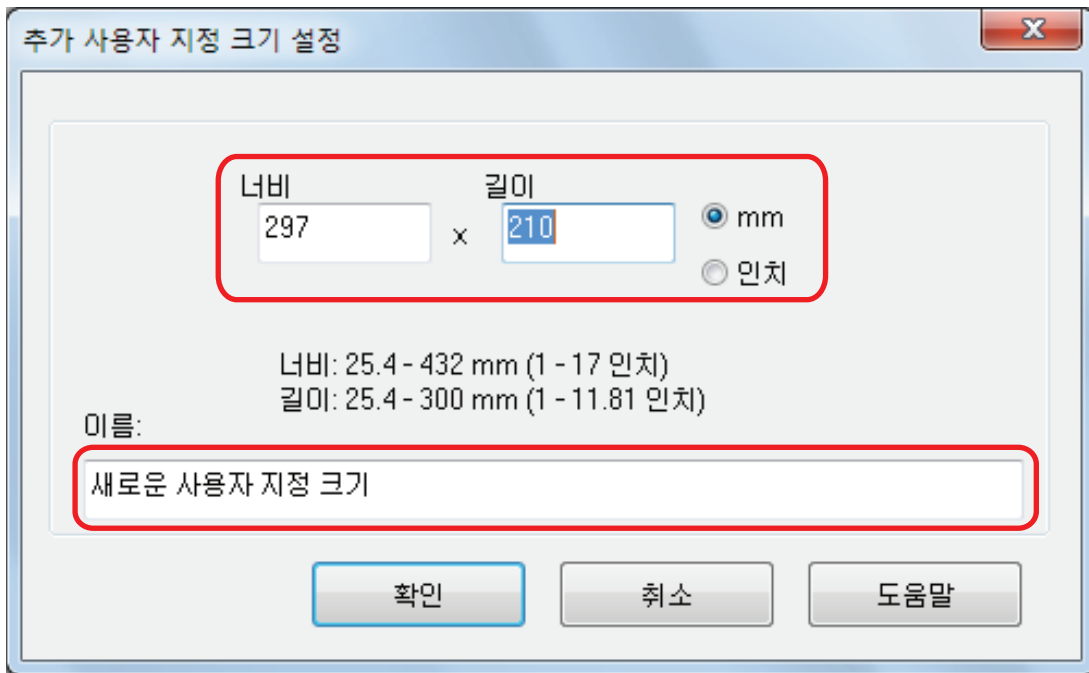 추가 사용자 지정 크기 설정
너비 길이
297 x 210 mm
인치
너비: 25.4 - 432 mm (1 - 17 인치)
길이: 25.4 - 300 mm (1 - 11.81 인치)
이름:
새로운 사용자 지정 크기
확인 취소 도움말